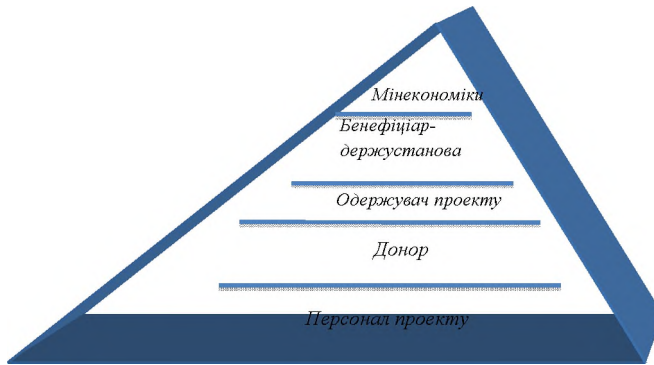 Мінекономіки
Бенефіціар-
держустанова
Одержувач проекту
Донор
Персонал проекту